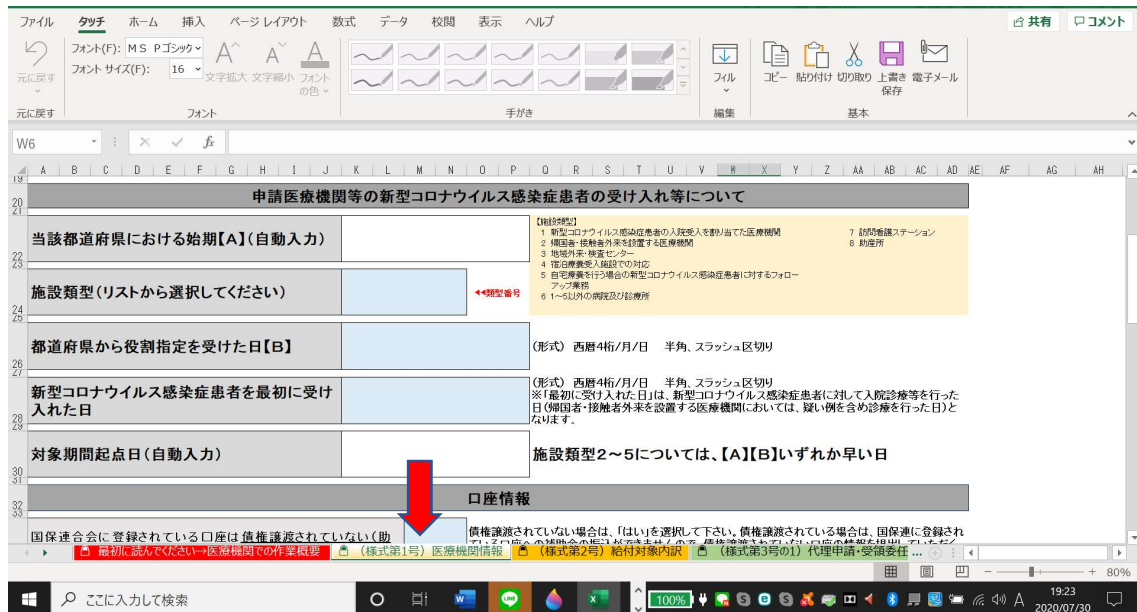 ファイル タッチ ホーム 挿入 ページ レイアウト 数式 データ 校閲 表示 ヘルプ 共有 コメント
フォント(F): ＭＳ Ｐゴシック
フォント サイズ(F): 16
元に戻す 文字拡大 文字縮小 フォントの色 フィル コピー 貼り付け 切り取り 上書き保存 電子メール
元に戻す フォント 手がき 編集 基本
W6 fx
A B C D E F G H I J K L M N O P Q R S T U V W X Y Z AA AB AC AD AE AF AG AH
19
20 申請医療機関等の新型コロナウイルス感染症患者の受け入れ等について
21
22 当該都道府県における始期【A】(自動入力)
【施設類型】
1 新型コロナウイルス感染症患者の入院受入を割り当てた医療機関
2 帰国者・接触者外来を設置する医療機関
3 地域外来・検査センター
4 宿泊療養受入施設での対応
5 自宅療養を行う場合の新型コロナウイルス感染症患者に対するフォロー
アップ業務
6 1～5以外の病院及び診療所
7 訪問看護ステーション
8 助産所
23
24 施設類型(リストから選択してください) ◀◀類型番号
25
26 都道府県から役割指定を受けた日【B】 (形式) 西暦4桁/月/日 半角、スラッシュ区切り
27
28 新型コロナウイルス感染症患者を最初に受け
入れた日
(形式) 西暦4桁/月/日 半角、スラッシュ区切り
※「最初に受け入れた日」は、新型コロナウイルス感染症患者に対して入院診療等を行った
日(帰国者・接触者外来を設置する医療機関においては、疑い例を含め診療を行った日)と
なります。
29
30 対象期間起点日(自動入力) 施設類型2～5については、【A】【B】いずれか早い日
31
32 口座情報
33
国保連合会に登録されている口座は債権譲渡されていない(助
債権譲渡されていない場合は、「はい」を選択して下さい。債権譲渡されている場合は、国保連に登録され
最初に読んでください→医療機関での作業概要 (様式第1号) 医療機関情報 (様式第2号) 給付対象内訳 (様式第3号の1) 代理申請・受領委任 ...
80%
ここに入力して検索 100% A 19:23
2020/07/30